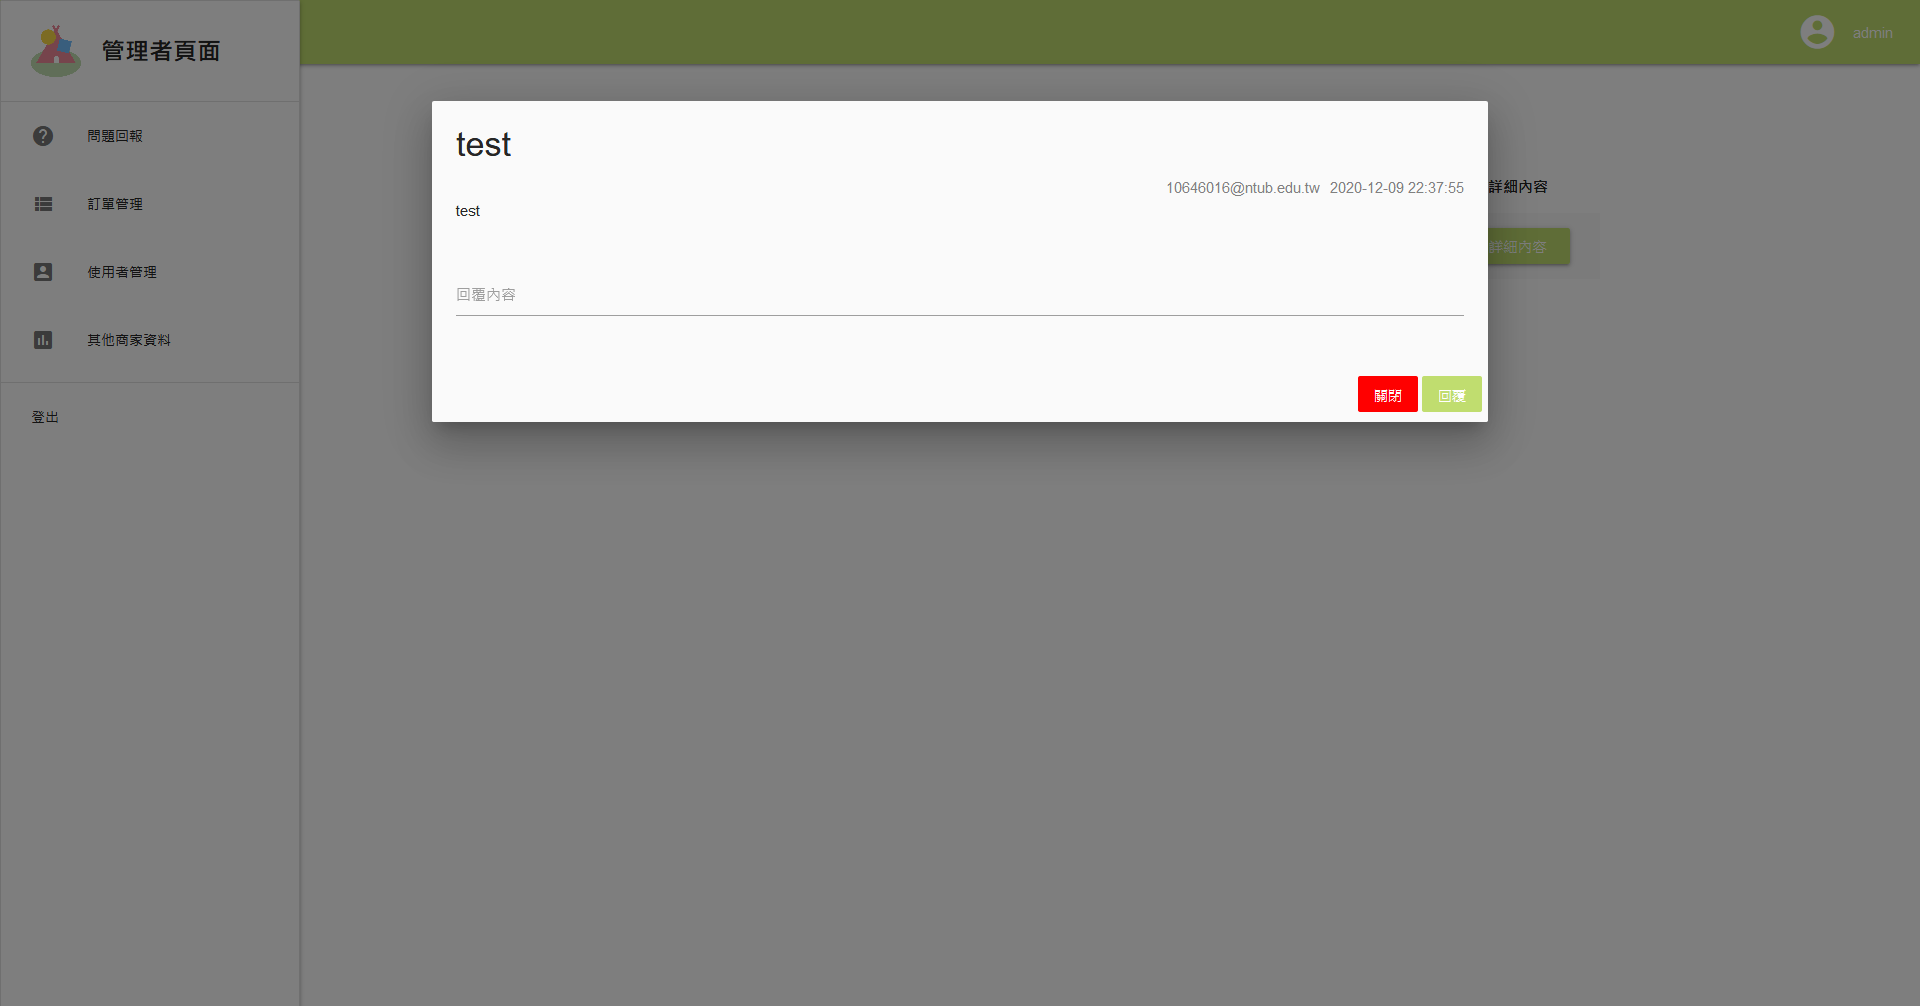 管理者頁面
admin
問題回報
訂單管理
使用者管理
其他商家資料
登出
test
10646016@ntub.edu.tw 2020-12-09 22:37:55
test
回覆內容
關閉 回覆
詳細內容
詳細內容